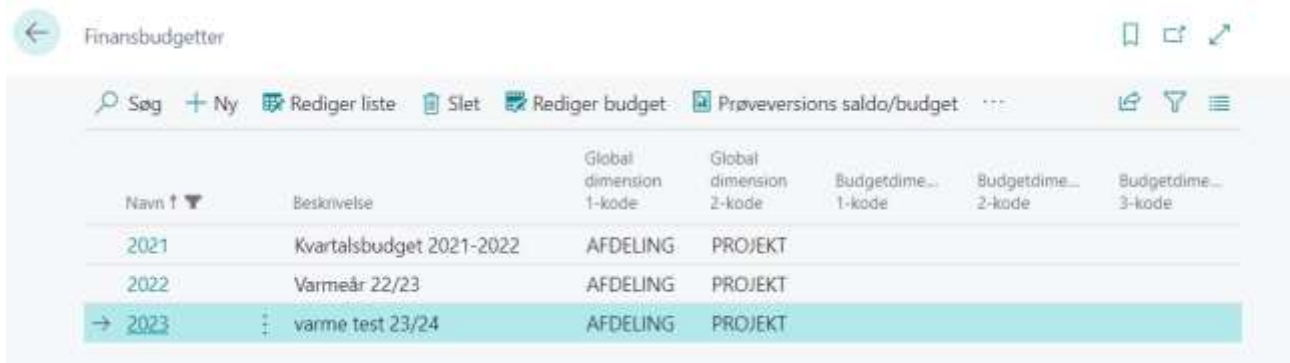 Finansbudgetter
Søg + Ny Rediger liste Slet Rediger budget Prøveversions saldo/budget ...
Navn ↑ Beskrivelse Global dimension 1-kode Global dimension 2-kode Budgetdime... 1-kode Budgetdime... 2-kode Budgetdime... 3-kode
2021 Kvartalsbudget 2021-2022 AFDELING PROJEKT
2022 Varmeår 22/23 AFDELING PROJEKT
→ 2023 varme test 23/24 AFDELING PROJEKT